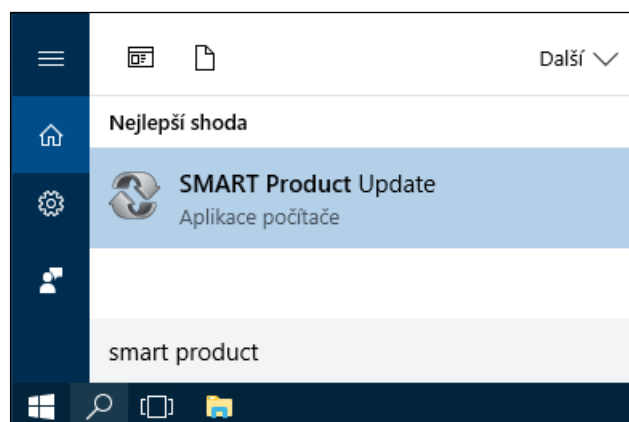 Další
Nejlepší shoda
SMART Product Update
Aplikace počítače
smart product